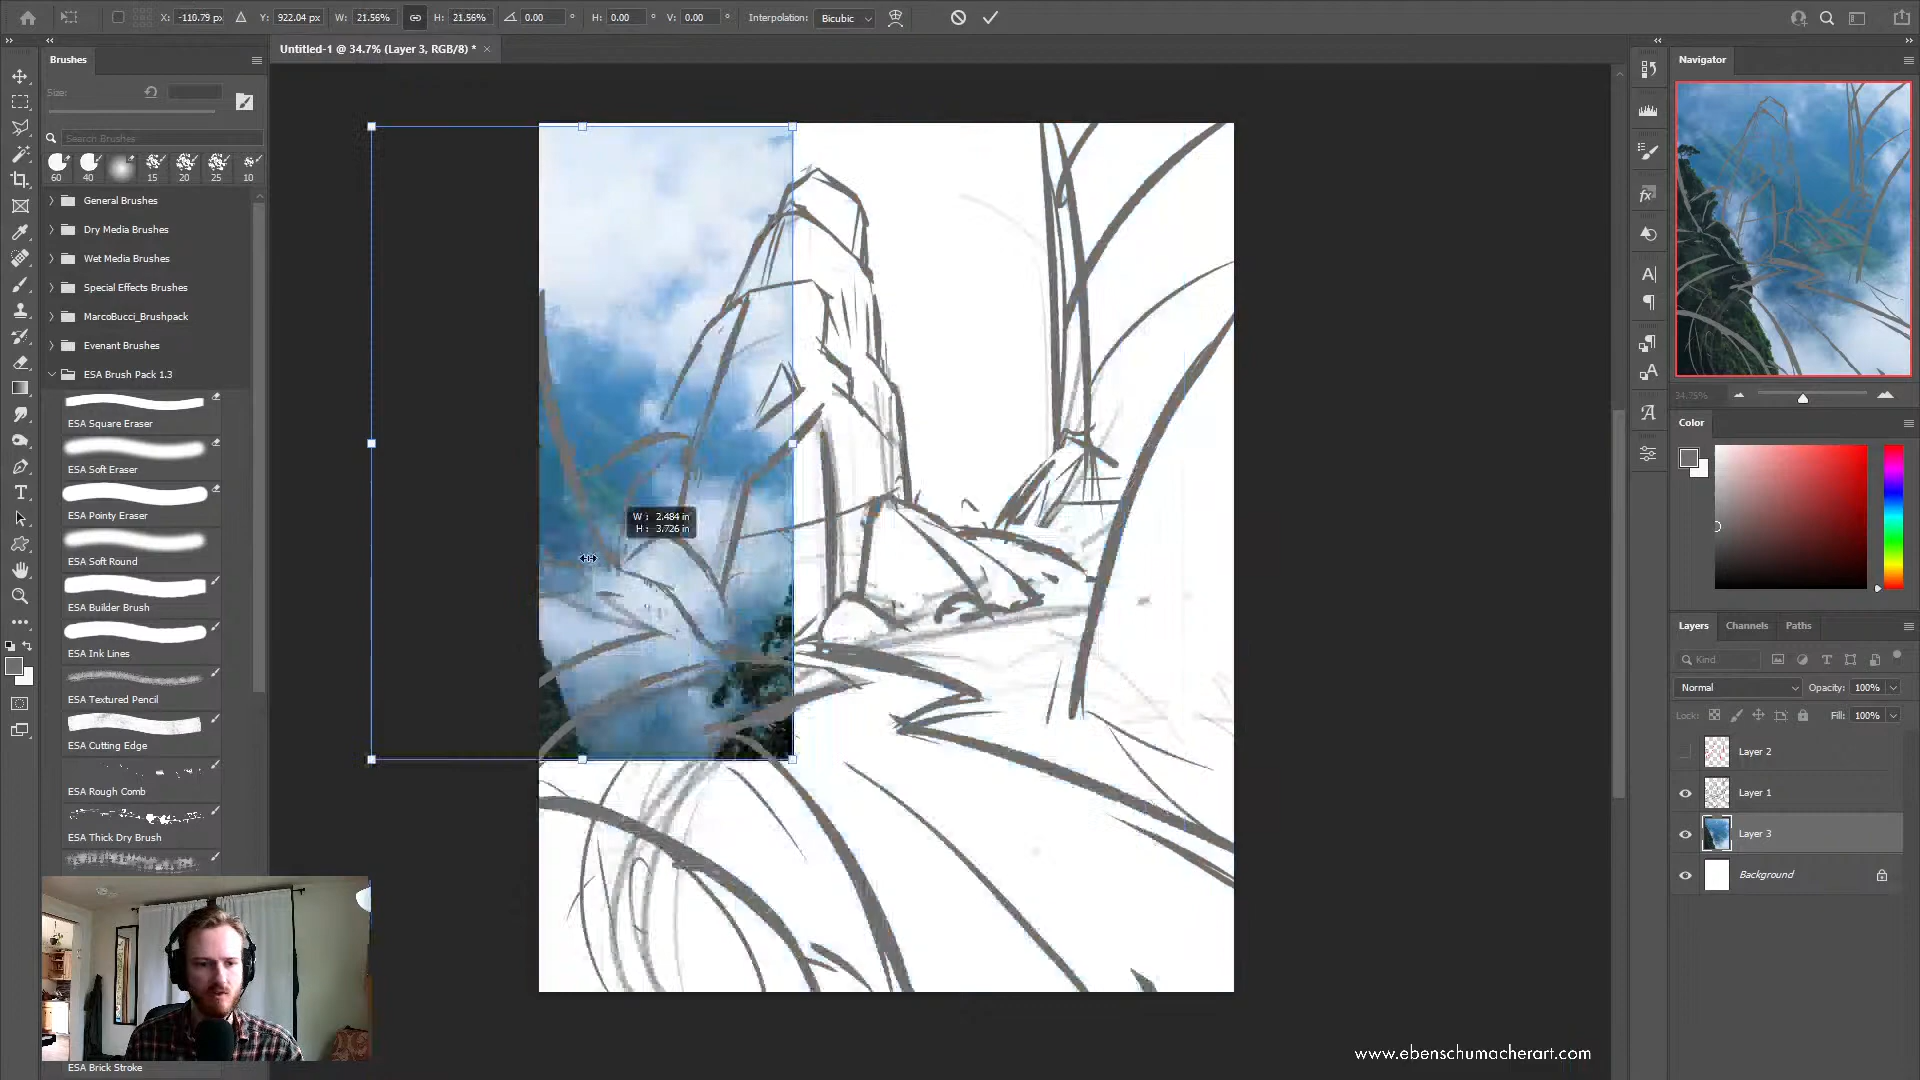 X: -110.79 px Y: 922.04 px W: 21.56% H: 21.56% 0.00 ° H: 0.00 ° V: 0.00 ° Interpolation: Bicubic
Untitled-1 @ 34.7% (Layer 3, RGB/8) * ×
Brushes
Size:
Search Brushes
60 40 15 20 25 10
General Brushes
Dry Media Brushes
Wet Media Brushes
Special Effects Brushes
MarcoBucci_Brushpack
Evenant Brushes
ESA Brush Pack 1.3
ESA Square Eraser
ESA Soft Eraser
ESA Pointy Eraser
ESA Soft Round
ESA Builder Brush
ESA Ink Lines
ESA Textured Pencil
ESA Cutting Edge
ESA Rough Comb
ESA Thick Dry Brush
ESA Brick Stroke
W: 2.484 in
H: 3.726 in
Navigator
34.75%
Color
Layers Channels Paths
Kind
Normal Opacity: 100%
Lock: Fill: 100%
Layer 2
Layer 1
Layer 3
Background
www.ebenschumacherart.com